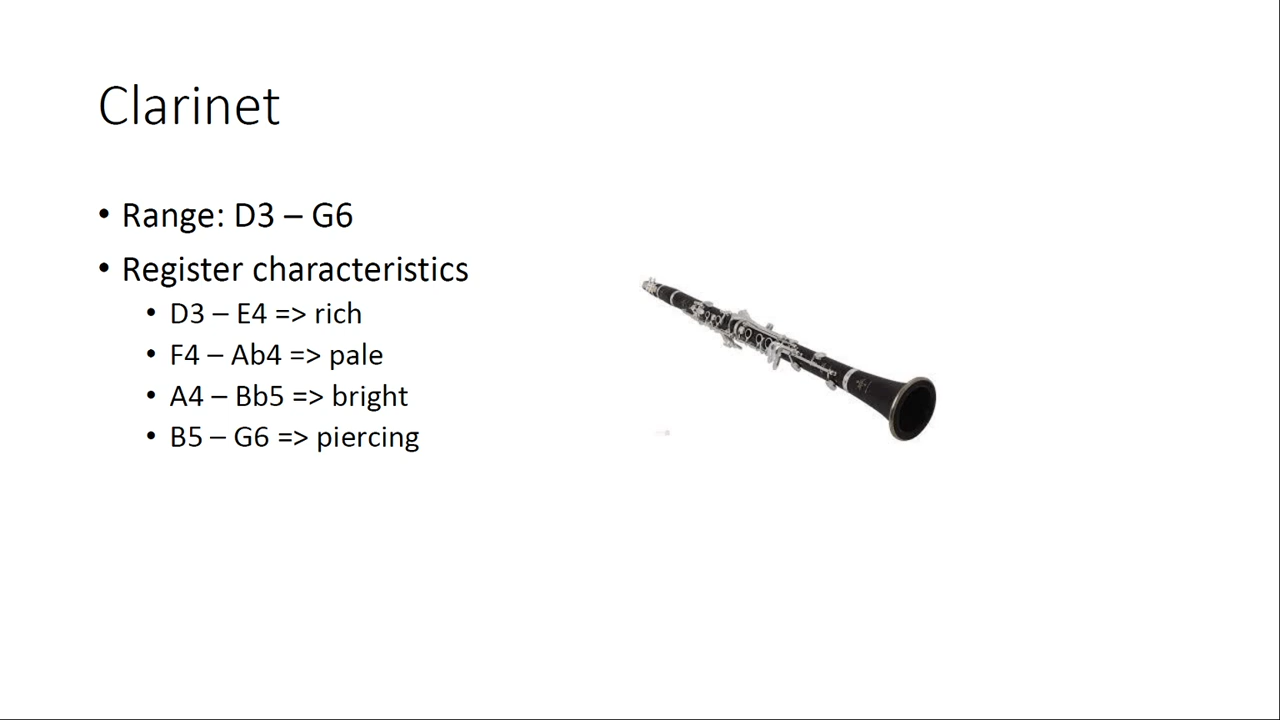 Clarinet
• Range: D3 – G6
• Register characteristics
• D3 – E4 => rich
• F4 – Ab4 => pale
• A4 – Bb5 => bright
• B5 – G6 => piercing